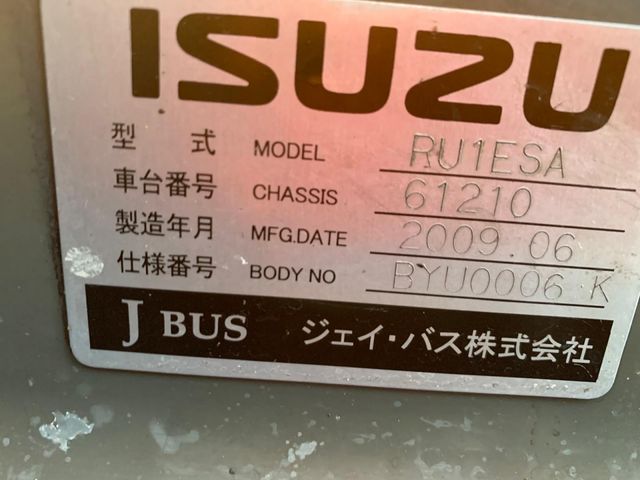 ISUZU
型 式 MODEL RU1ESA
車台番号 CHASSIS 61210
製造年月 MFG.DATE 2009 06
仕様番号 BODY NO BYU0006 K
J BUS ジェイ・バス株式会社